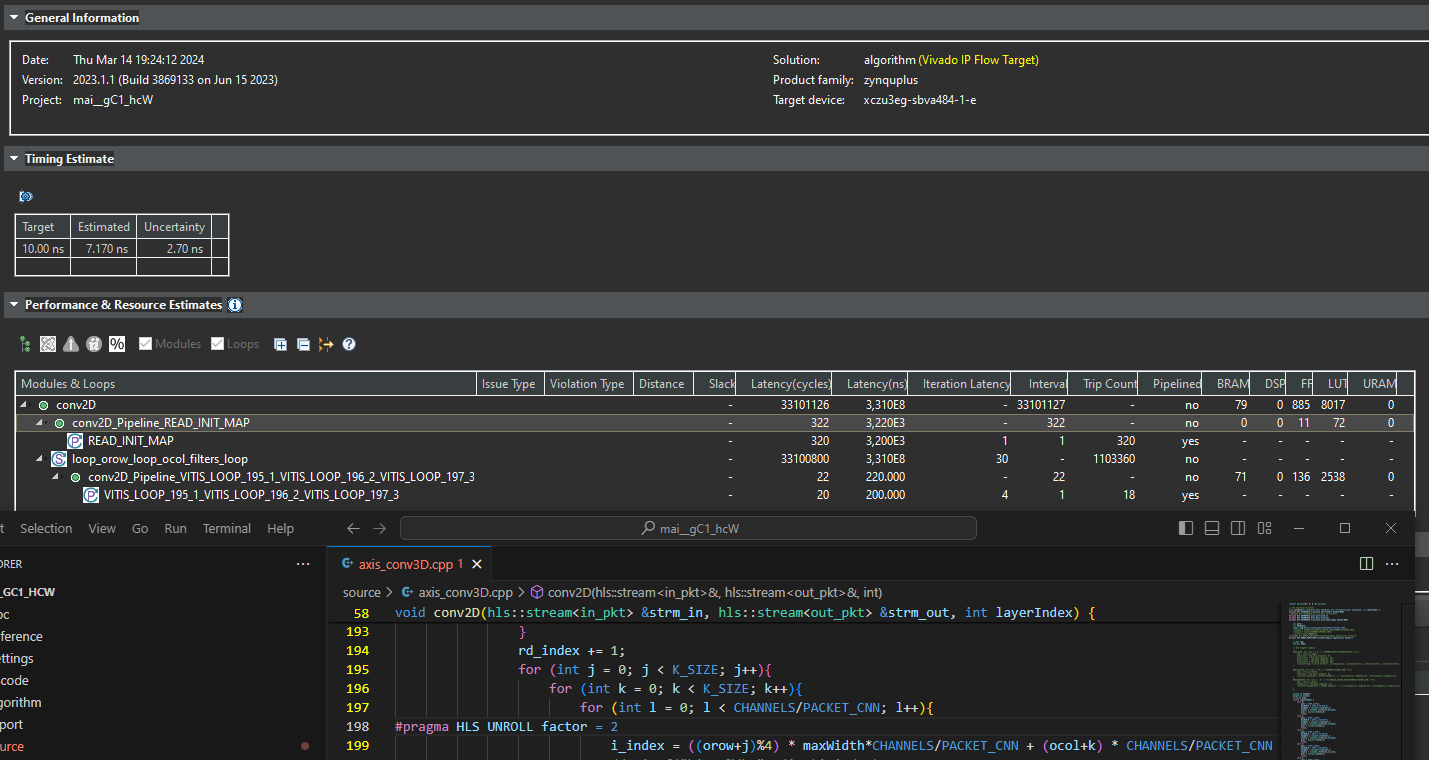 General Information
Date: Thu Mar 14 19:24:12 2024 Solution: algorithm (Vivado IP Flow Target)
Version: 2023.1.1 (Build 3869133 on Jun 15 2023) Product family: zynquplus
Project: mai__gC1_hcW Target device: xczu3eg-sbva484-1-e
Timing Estimate
Target Estimated Uncertainty
10.00 ns 7.170 ns 2.70 ns
Performance & Resource Estimates
% Modules Loops
Modules & Loops Issue Type Violation Type Distance Slack Latency(cycles) Latency(ns) Iteration Latency Interval Trip Count Pipelined BRAM DSP FF LUT URAM
conv2D - 33101126 3,310E8 - 33101127 - no 79 0 885 8017 0
conv2D_Pipeline_READ_INIT_MAP - 322 3,220E3 - 322 - no 0 0 11 72 0
READ_INIT_MAP - 320 3,200E3 1 1 320 yes - - - - -
loop_orow_loop_ocol_filters_loop - 33100800 3,310E8 30 - 1103360 no - - - - -
conv2D_Pipeline_VITIS_LOOP_195_1_VITIS_LOOP_196_2_VITIS_LOOP_197_3 - 22 220.000 - 22 - no 71 0 136 2538 0
VITIS_LOOP_195_1_VITIS_LOOP_196_2_VITIS_LOOP_197_3 - 20 200.000 4 1 18 yes - - - - -
t Selection View Go Run Terminal Help mai__gC1_hcW
ORER axis_conv3D.cpp 1
_GC1_HCW source > axis_conv3D.cpp > conv2D(hls::stream<in_pkt>&, hls::stream<out_pkt>&, int)
oc 58 void conv2D(hls::stream<in_pkt> &strm_in, hls::stream<out_pkt> &strm_out, int layerIndex) {
ference 193 }
ettings 194 rd_index += 1;
code 195 for (int j = 0; j < K_SIZE; j++){
gorithm 196 for (int k = 0; k < K_SIZE; k++){
port 197 for (int l = 0; l < CHANNELS/PACKET_CNN; l++){
198 #pragma HLS UNROLL factor = 2
urce 199 i_index = ((orow+j)%4) * maxWidth*CHANNELS/PACKET_CNN + (ocol+k) * CHANNELS/PACKET_CNN